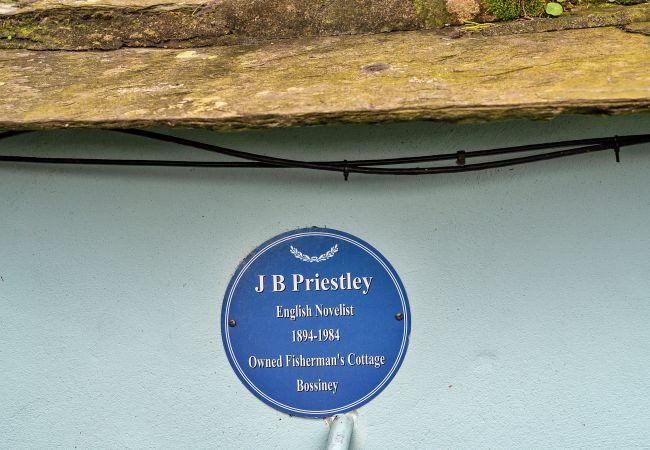 J B Priestley
English Novelist
1894-1984
Owned Fisherman's Cottage
Bossiney